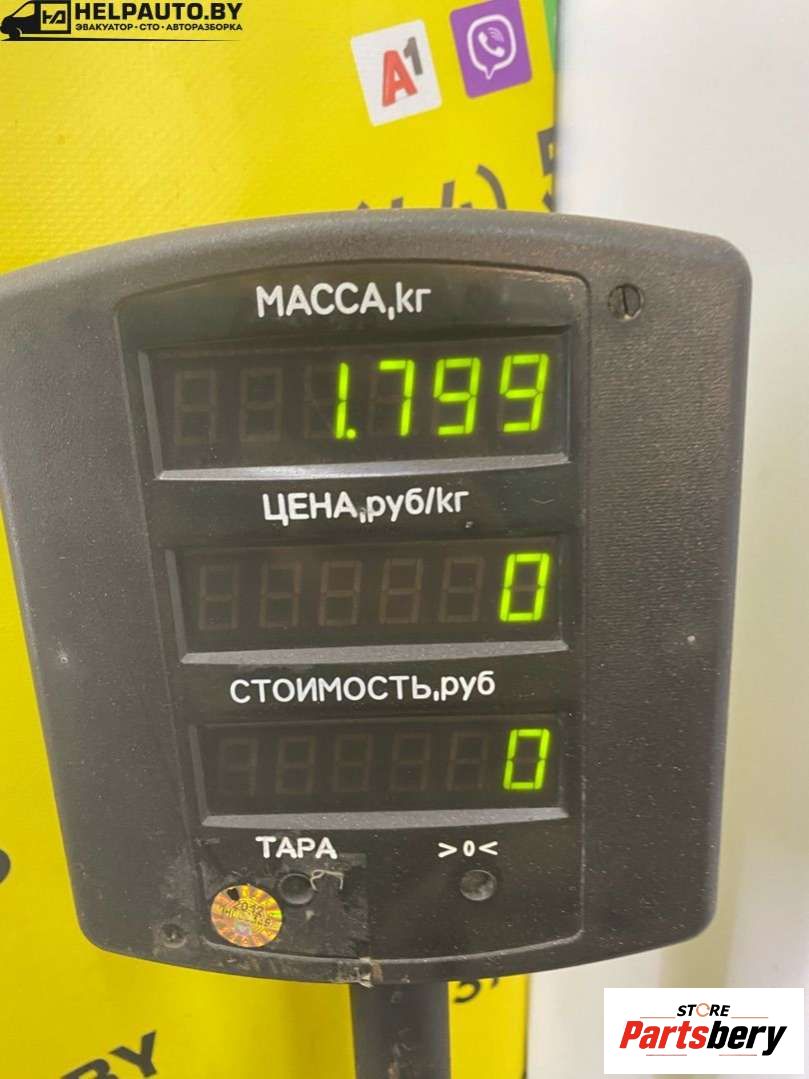 HELPAUTO.BY
ЭВАКУАТОР • СТО • АВТОРАЗБОРКА
A1
МАССА,кг
1.799
ЦЕНА,руб/кг
0
СТОИМОСТЬ,руб
0
ТАРА
>0<
BY
STORE
Partsbery